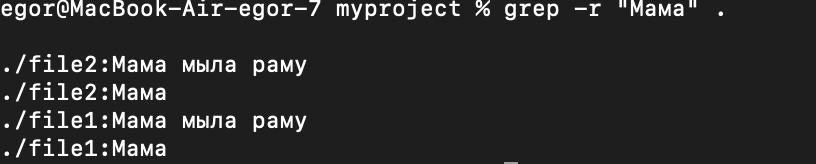 egor@MacBook-Air-egor-7 myproject % grep -r "Мама" .
./file2:Мама мыла раму
./file2:Мама
./file1:Мама мыла раму
./file1:Мама